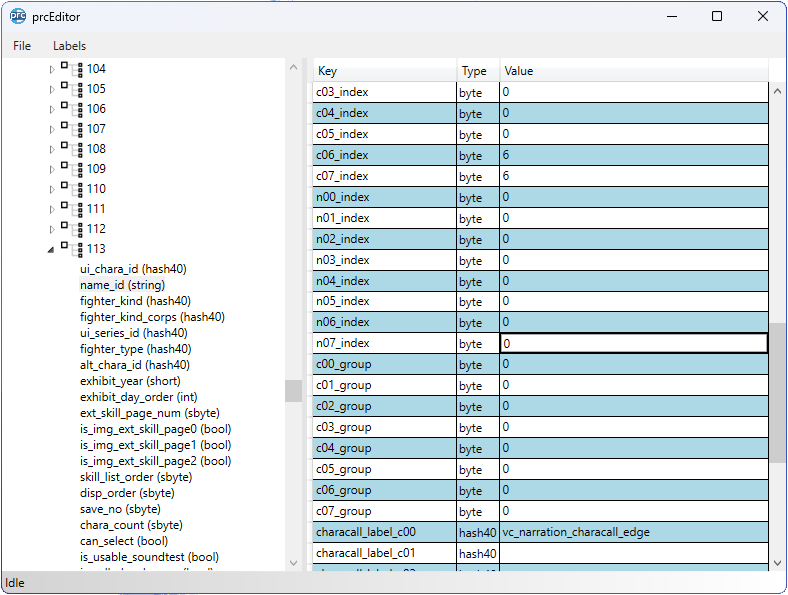 prc prcEditor
File Labels
104
105
106
107
108
109
110
111
112
113
ui_chara_id (hash40)
name_id (string)
fighter_kind (hash40)
fighter_kind_corps (hash40)
ui_series_id (hash40)
fighter_type (hash40)
alt_chara_id (hash40)
exhibit_year (short)
exhibit_day_order (int)
ext_skill_page_num (sbyte)
is_img_ext_skill_page0 (bool)
is_img_ext_skill_page1 (bool)
is_img_ext_skill_page2 (bool)
skill_list_order (sbyte)
disp_order (sbyte)
save_no (sbyte)
chara_count (sbyte)
can_select (bool)
is_usable_soundtest (bool)
Key Type Value
c03_index byte 0
c04_index byte 0
c05_index byte 0
c06_index byte 6
c07_index byte 6
n00_index byte 0
n01_index byte 0
n02_index byte 0
n03_index byte 0
n04_index byte 0
n05_index byte 0
n06_index byte 0
n07_index byte 0
c00_group byte 0
c01_group byte 0
c02_group byte 0
c03_group byte 0
c04_group byte 0
c05_group byte 0
c06_group byte 0
c07_group byte 0
characall_label_c00 hash40 vc_narration_characall_edge
characall_label_c01 hash40
Idle